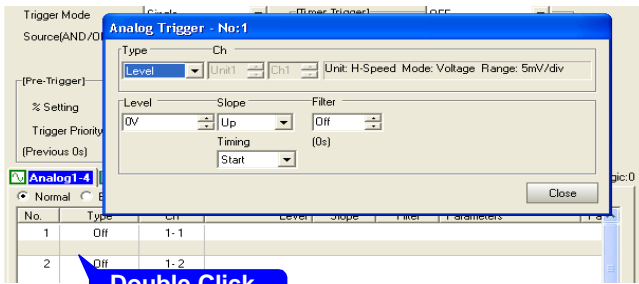 Trigger Mode Single [Timer Trigger] OFF
Analog Trigger - No:1
Source(AND/O
Type Ch
Level Unit1 Ch1 Unit: H-Speed Mode: Voltage Range: 5mV/div
[Pre-Trigger]
Level Slope Filter
% Setting
0V Up Off
Trigger Priority
Timing (0s)
(Previous 0s)
Start
Analog1-4 gic:0
Close
Normal
No. Type Ch Level Slope Filter Parameters Pa
1 Off 1-1
2 Off 1-2
Double Click